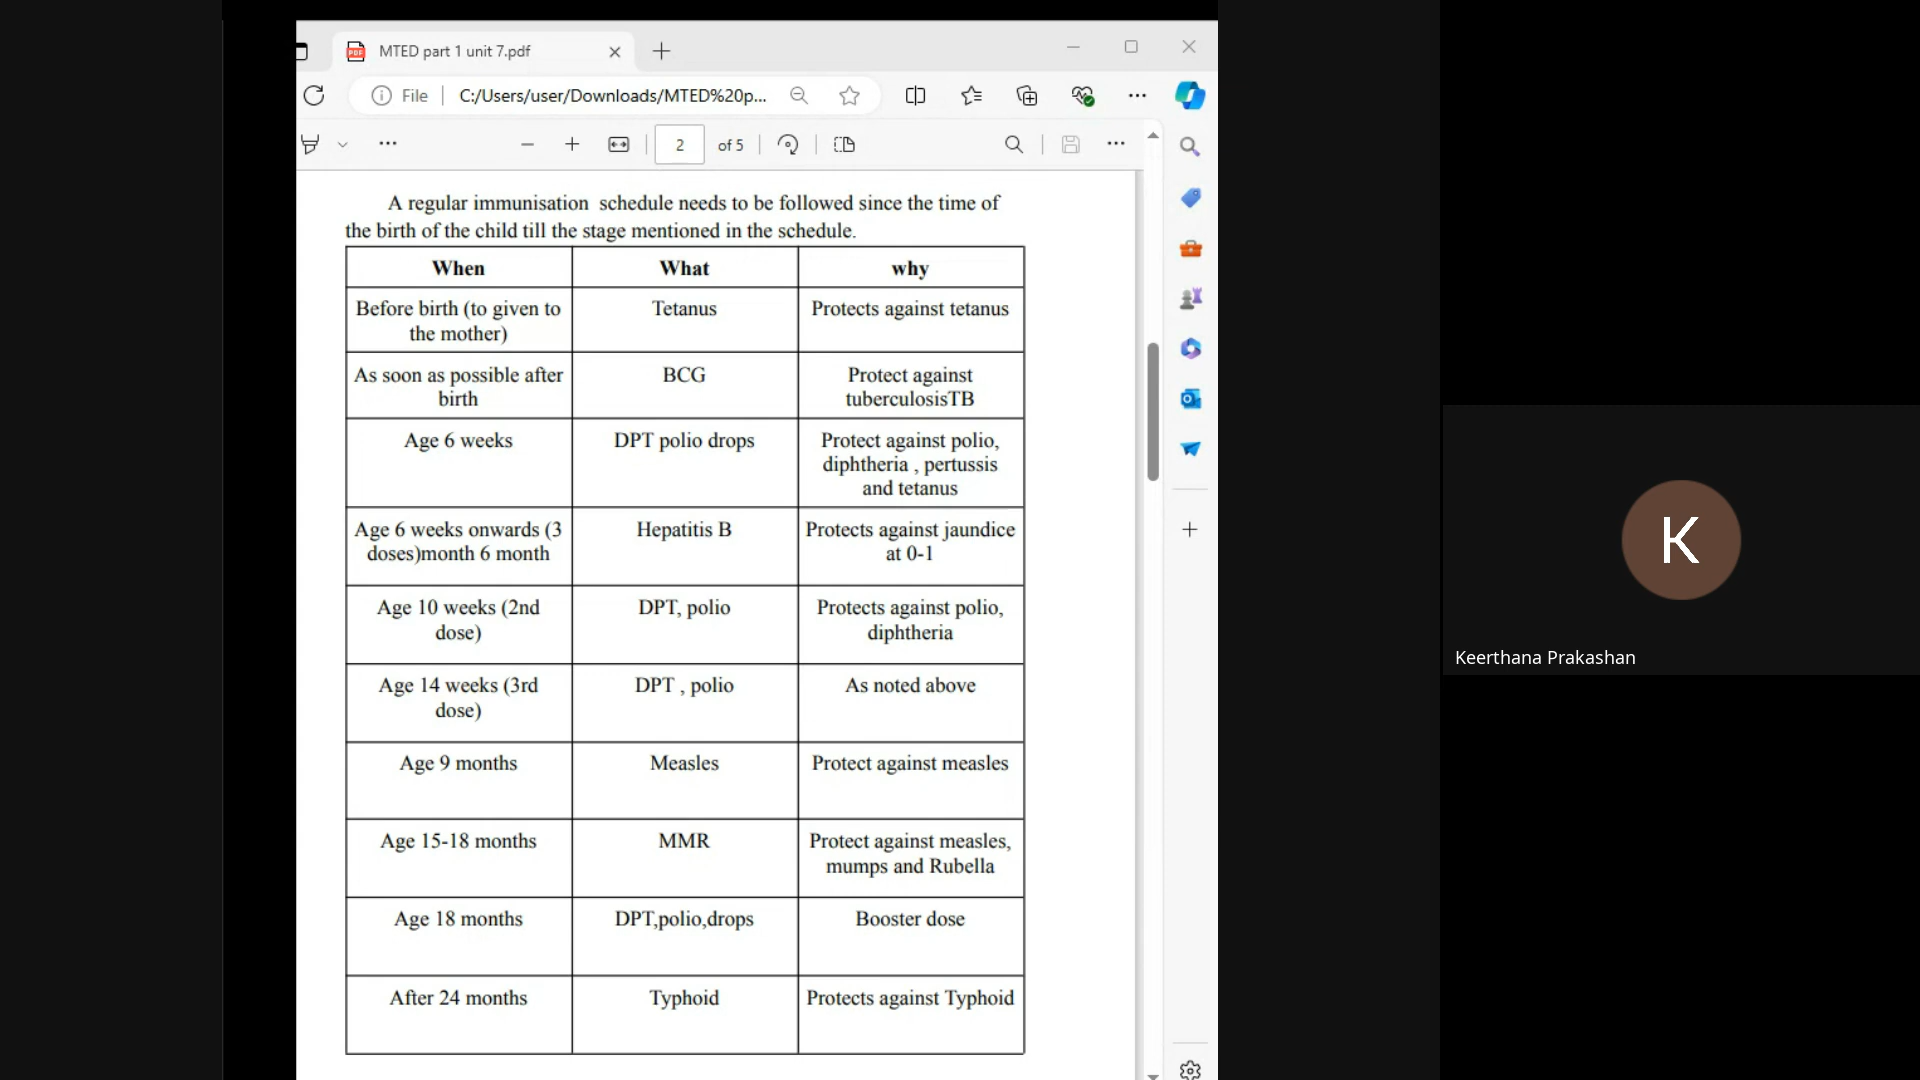 MTED part 1 unit 7.pdf
File
C:/Users/user/Downloads/MTED%20p...
2 of 5
A regular immunisation schedule needs to be followed since the time of
the birth of the child till the stage mentioned in the schedule.
When What why
Before birth (to given to
the mother)
Tetanus
Protects against tetanus
As soon as possible after
birth
BCG
Protect against
tuberculosisTB
Age 6 weeks
DPT polio drops
Protect against polio,
diphtheria , pertussis
and tetanus
Age 6 weeks onwards (3
doses)month 6 month
Hepatitis B
Protects against jaundice
at 0-1
Age 10 weeks (2nd
dose)
DPT, polio
Protects against polio,
diphtheria
Age 14 weeks (3rd
dose)
DPT , polio
As noted above
Age 9 months
Measles
Protect against measles
Age 15-18 months
MMR
Protect against measles,
mumps and Rubella
Age 18 months
DPT,polio,drops
Booster dose
After 24 months
Typhoid
Protects against Typhoid
K
Keerthana Prakashan